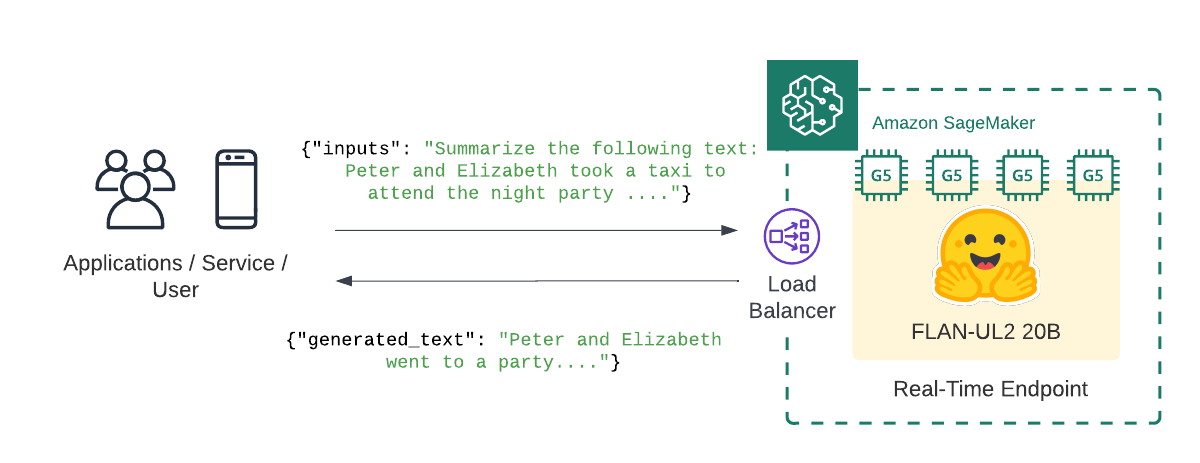 Amazon SageMaker
{"inputs": "Summarize the following text:
Peter and Elizabeth took a taxi to
attend the night party ...."}
G5
G5
G5
G5
Applications / Service /
User
Load
Balancer
{"generated_text": "Peter and Elizabeth
went to a party...."}
FLAN-UL2 20B
Real-Time Endpoint